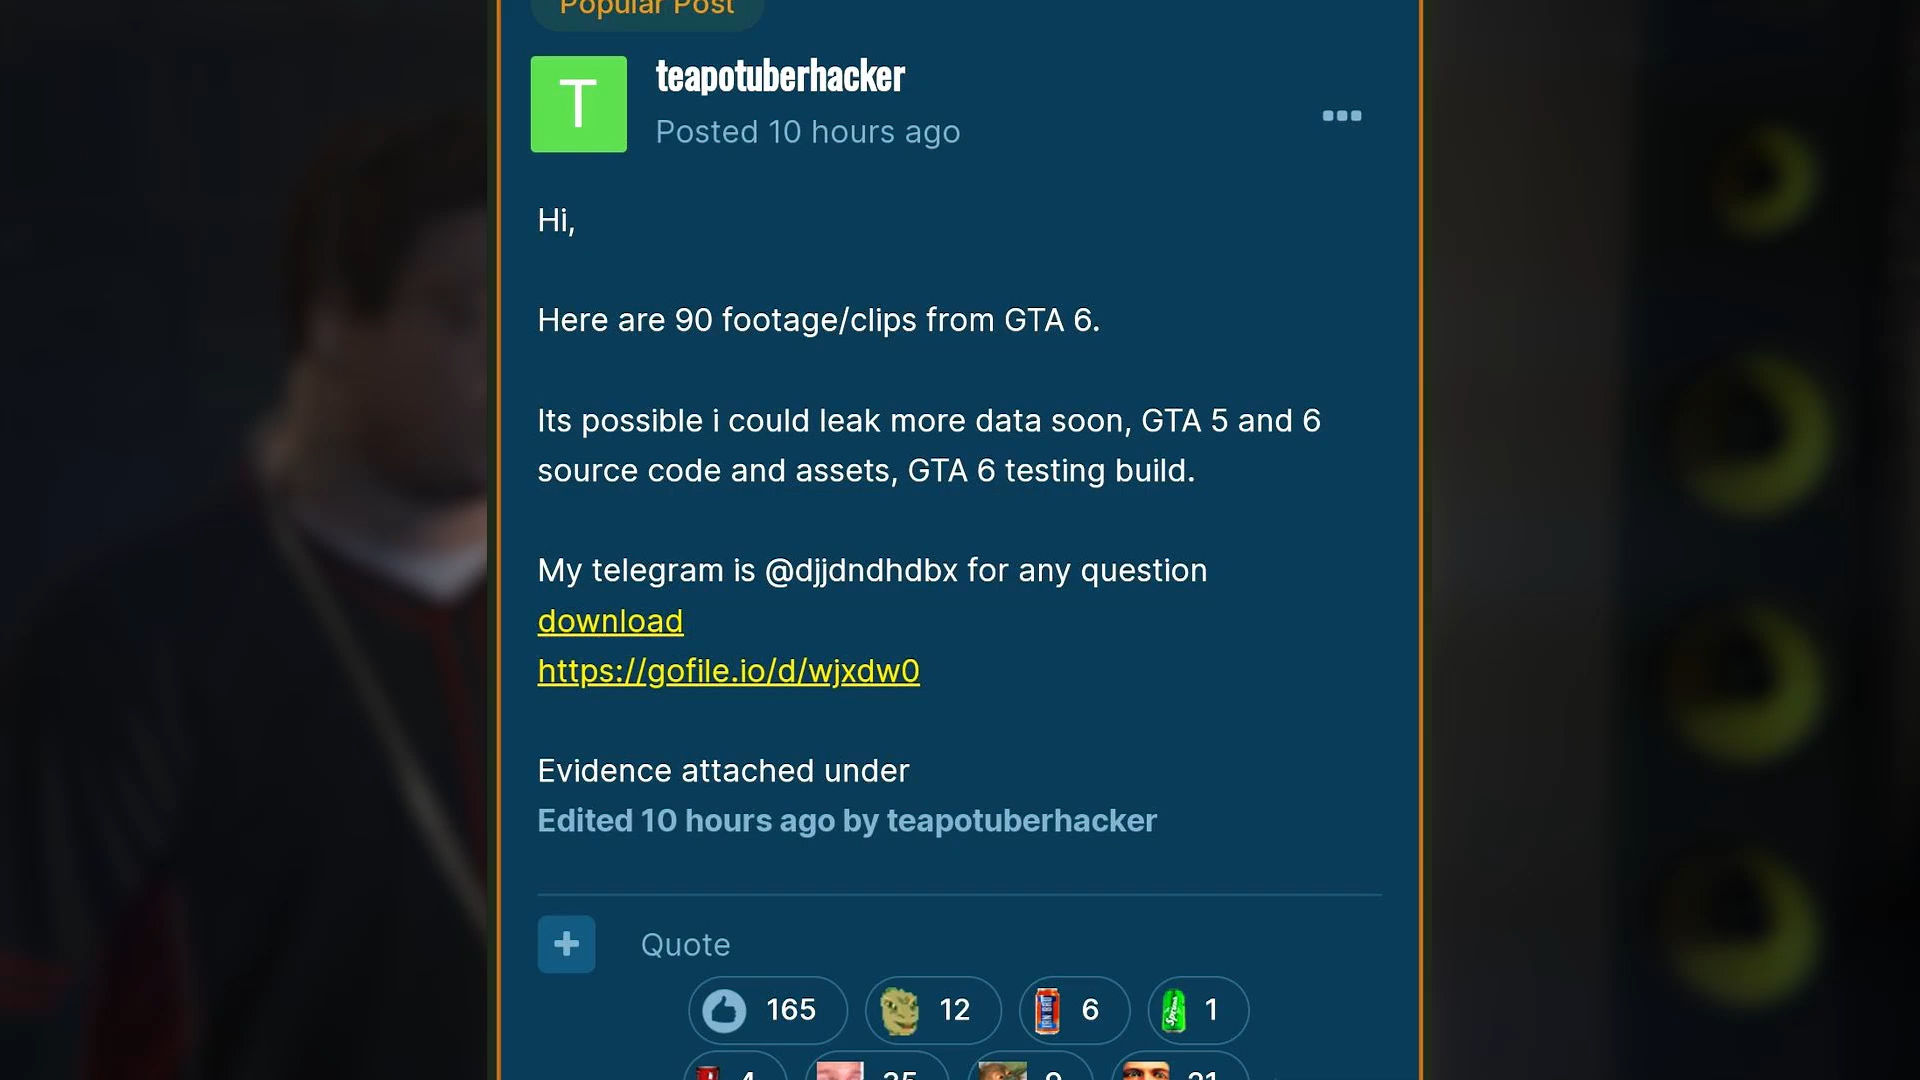 Popular Post
T
teapotuberhacker
Posted 10 hours ago
Hi,
Here are 90 footage/clips from GTA 6.
Its possible i could leak more data soon, GTA 5 and 6
source code and assets, GTA 6 testing build.
My telegram is @djjdndhdbx for any question
download
https://gofile.io/d/wjxdw0
Evidence attached under
Edited 10 hours ago by teapotuberhacker
Quote
165 12 6 1
4 35 9 21